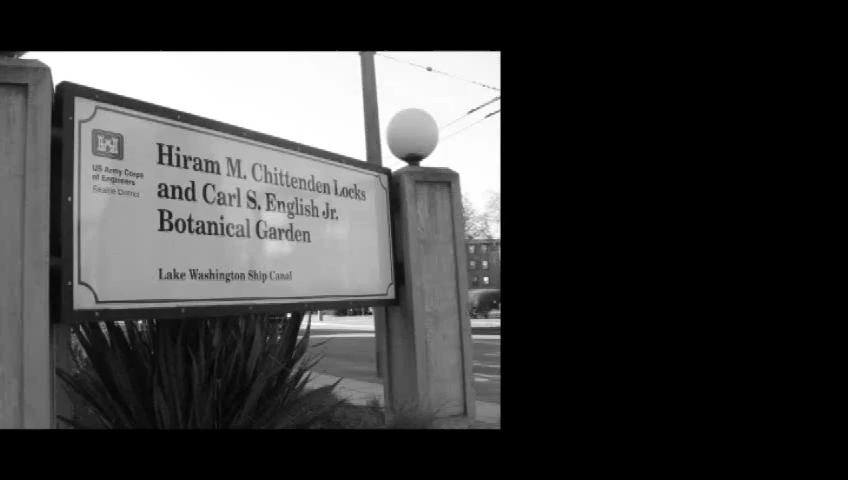 US Army Corps
of Engineers
Seattle District
Hiram M. Chittenden Locks
and Carl S. English Jr.
Botanical Garden
Lake Washington Ship Canal